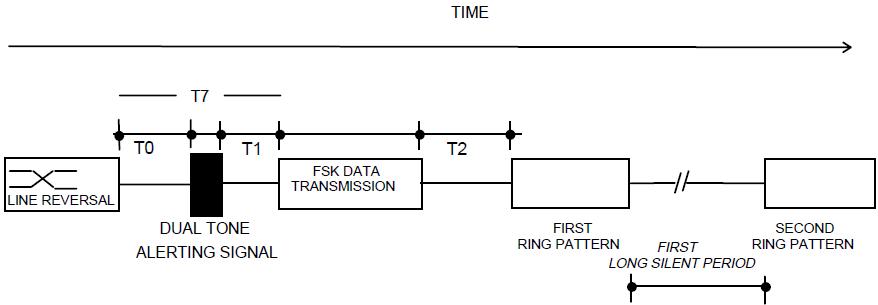 TIME
T7
T0
T1
T2
LINE REVERSAL
FSK DATA
TRANSMISSION
DUAL TONE
ALERTING SIGNAL
FIRST
RING PATTERN
FIRST
LONG SILENT PERIOD
SECOND
RING PATTERN